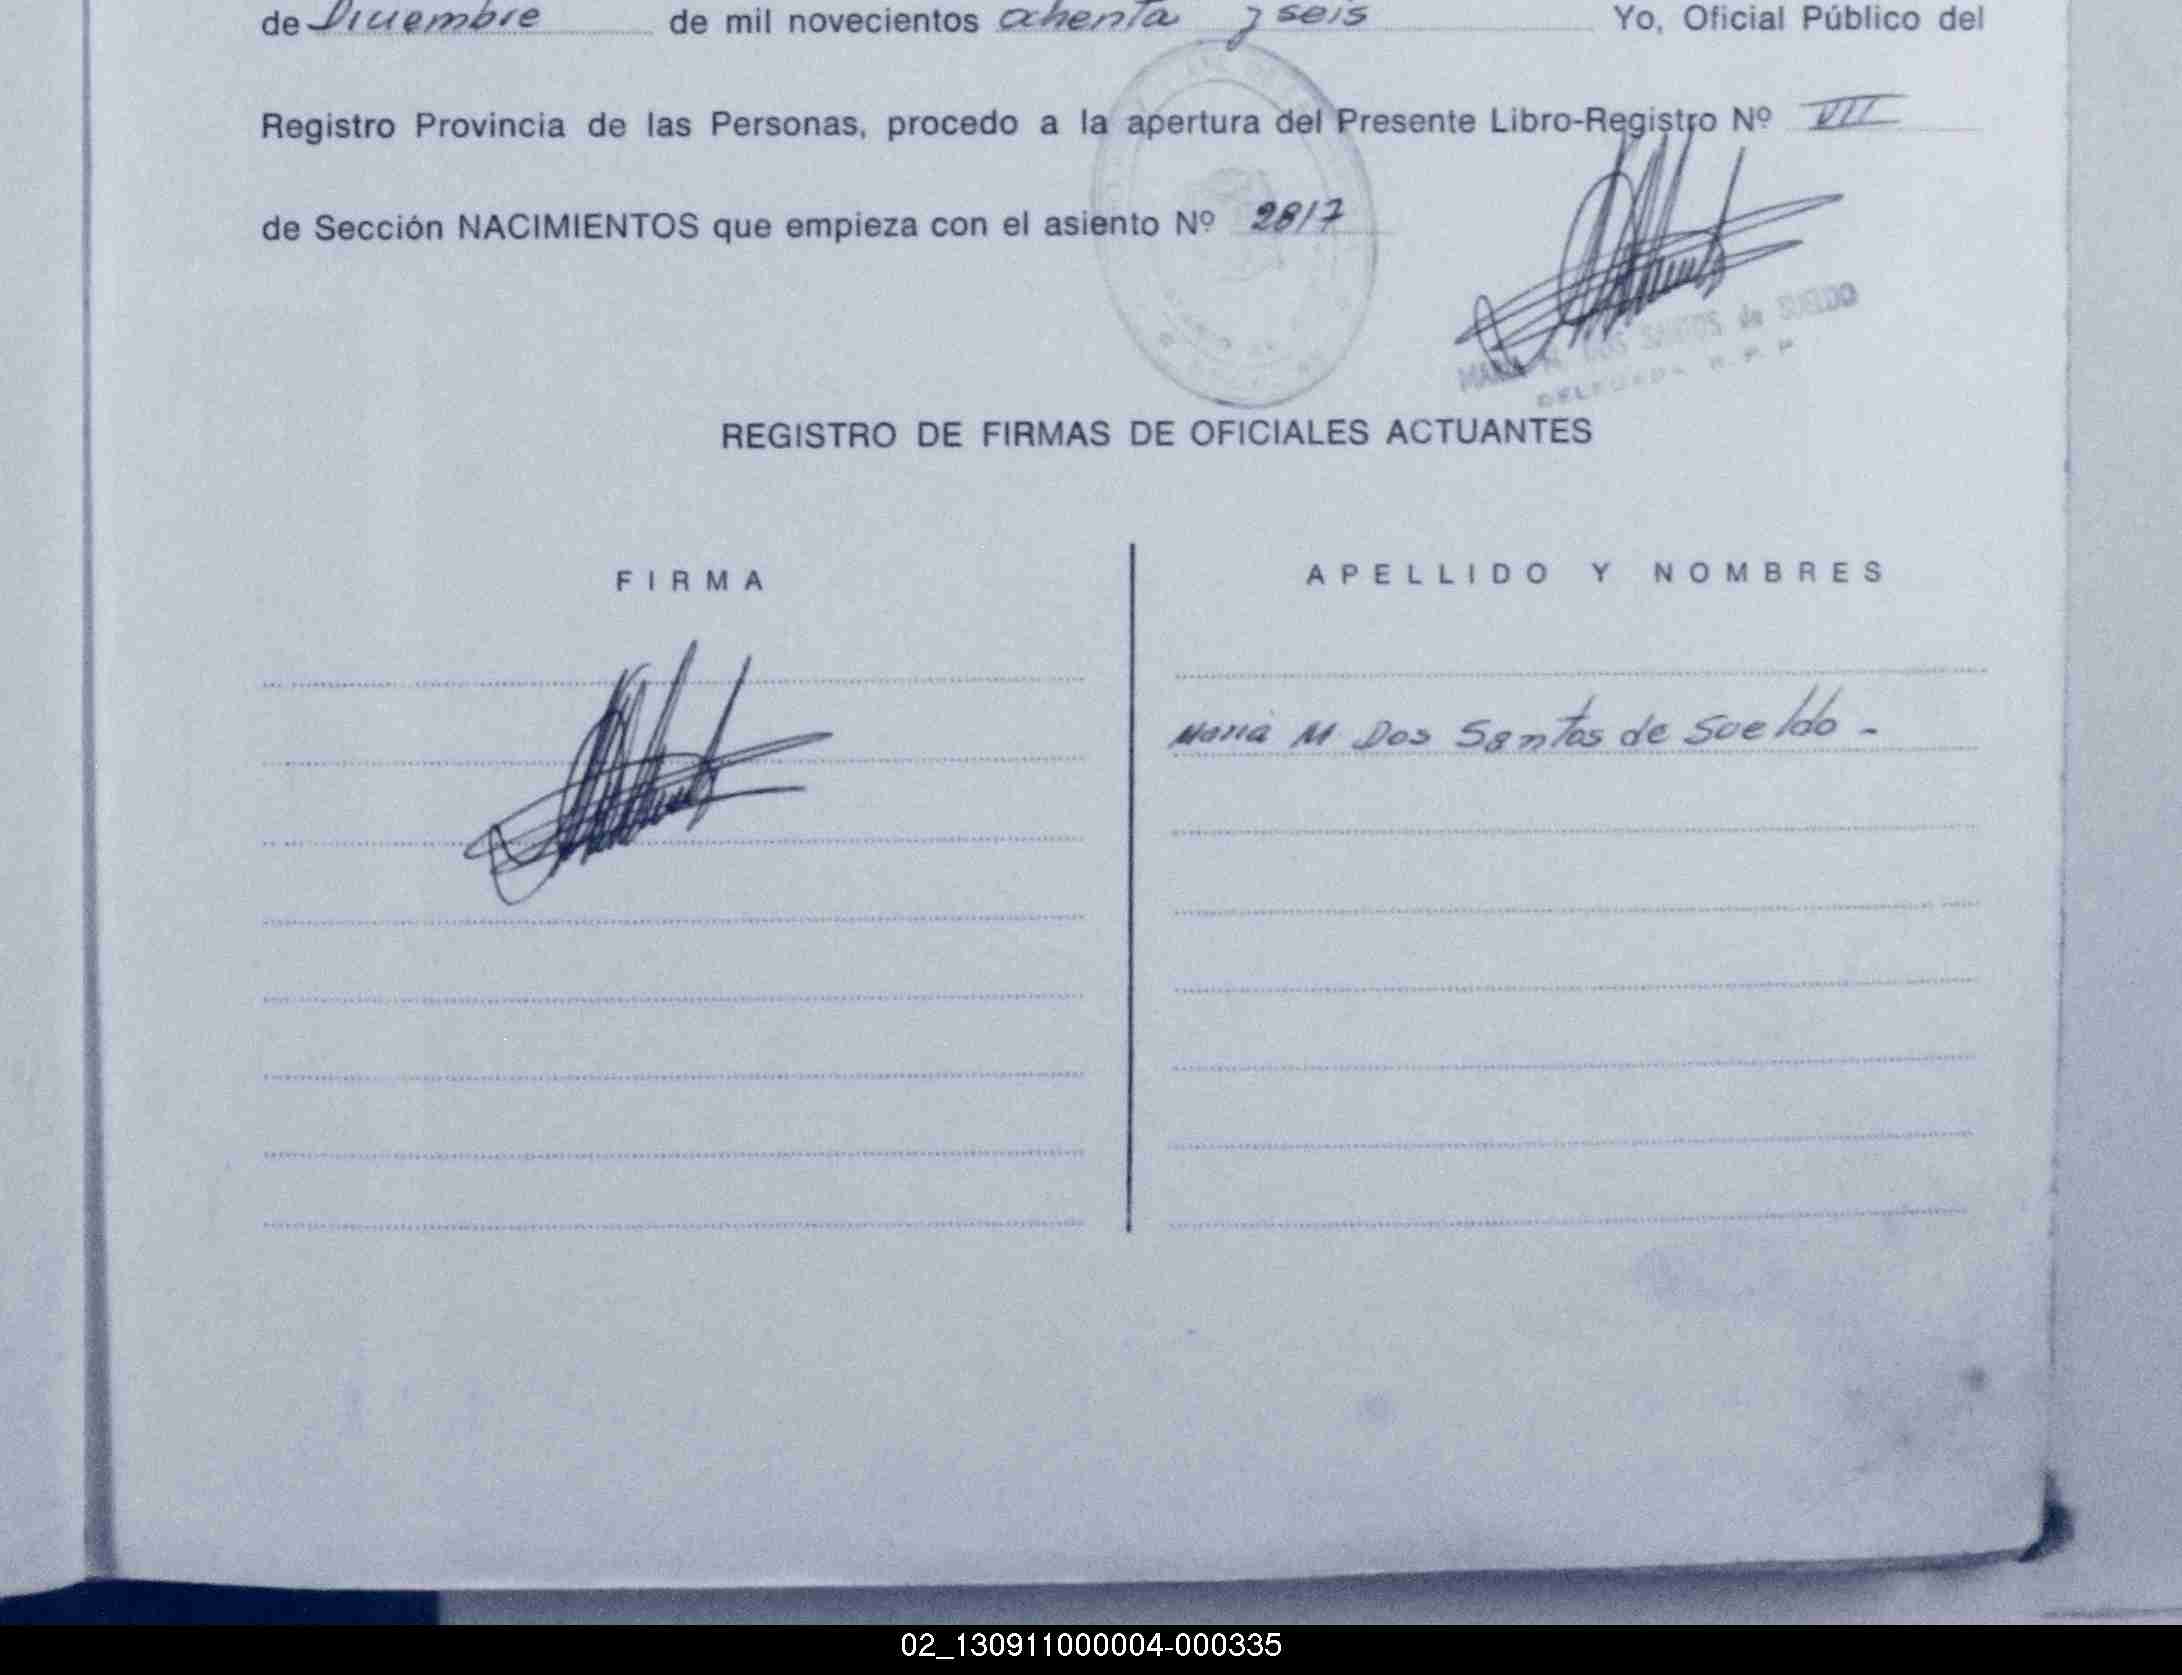 de Diciembre de mil novecientos ochenta y seis Yo, Oficial Público del
Registro Provincia de las Personas, procedo a la apertura del Presente Libro-Registro Nº VII
de Sección NACIMIENTOS que empieza con el asiento Nº 2817
MARIA M. DOS SANTOS de SUELDO
DELEGADA R. P. P.
REGISTRO DE FIRMAS DE OFICIALES ACTUANTES
FIRMA APELLIDO Y NOMBRES
Maria M Dos Santos de Sueldo -
02_130911000004-000335